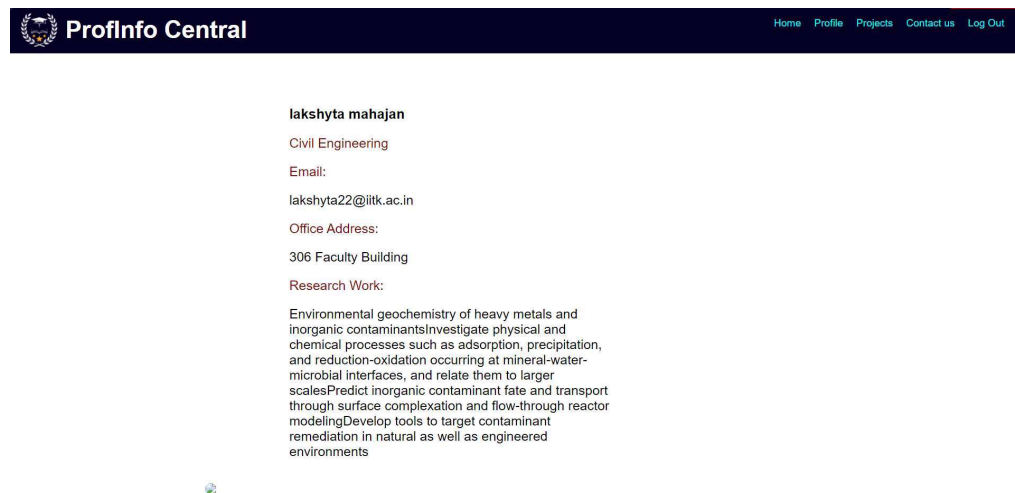 ProfInfo Central
Home Profile Projects Contact us Log Out
lakshyta mahajan
Civil Engineering
Email:
lakshyta22@iitk.ac.in
Office Address:
306 Faculty Building
Research Work:
Environmental geochemistry of heavy metals and
inorganic contaminantsInvestigate physical and
chemical processes such as adsorption, precipitation,
and reduction-oxidation occurring at mineral-water-
microbial interfaces, and relate them to larger
scalesPredict inorganic contaminant fate and transport
through surface complexation and flow-through reactor
modelingDevelop tools to target contaminant
remediation in natural as well as engineered
environments